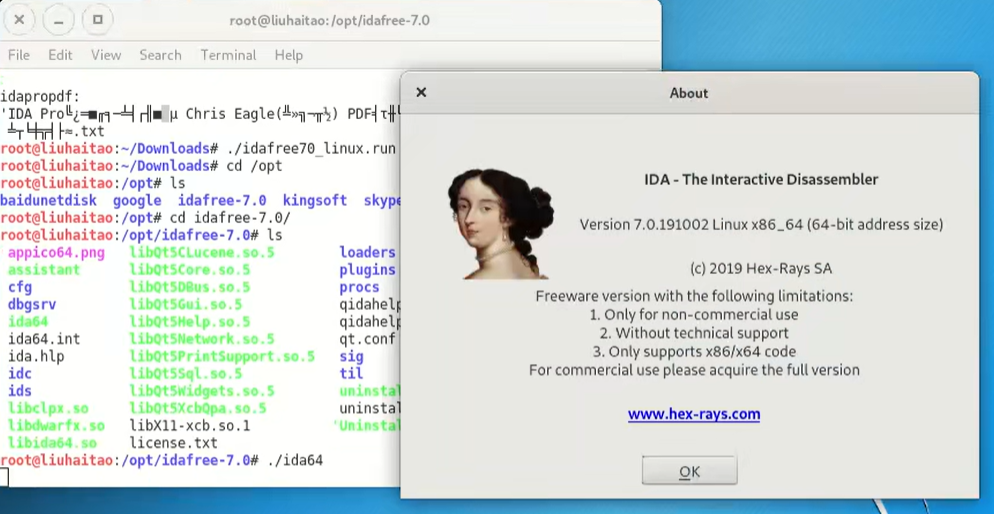 root@liuhaitao:/opt/idafree-7.0
File Edit View Search Terminal Help
idapropdf:
Chris Eagle( PDF
.txt
root@liuhaitao:~/Downloads# ./idafree70_linux.run
root@liuhaitao:~/Downloads# cd /opt
root@liuhaitao:/opt# ls
baidunetdisk google idafree-7.0 kingsoft skype
root@liuhaitao:/opt# cd idafree-7.0/
root@liuhaitao:/opt/idafree-7.0# ls
appico64.png libQt5CLucene.so.5 loaders
assistant libQt5Core.so.5 plugins
cfg libQt5DBus.so.5 procs
dbgsrv libQt5Gui.so.5 qidahelp
ida64 libQt5Help.so.5 qidahelp
ida64.int libQt5Network.so.5 qt.conf
ida.hlp libQt5PrintSupport.so.5 sig
idc libQt5Sql.so.5 til
ids libQt5Widgets.so.5 uninstal
libclpx.so libQt5XcbQpa.so.5 uninstal
libdwarfx.so libX11-xcb.so.1 'Uninstal
libida64.so license.txt
root@liuhaitao:/opt/idafree-7.0# ./ida64
About
IDA - The Interactive Disassembler
Version 7.0.191002 Linux x86_64 (64-bit address size)
(c) 2019 Hex-Rays SA
Freeware version with the following limitations:
1. Only for non-commercial use
2. Without technical support
3. Only supports x86/x64 code
For commercial use please acquire the full version
www.hex-rays.com
OK